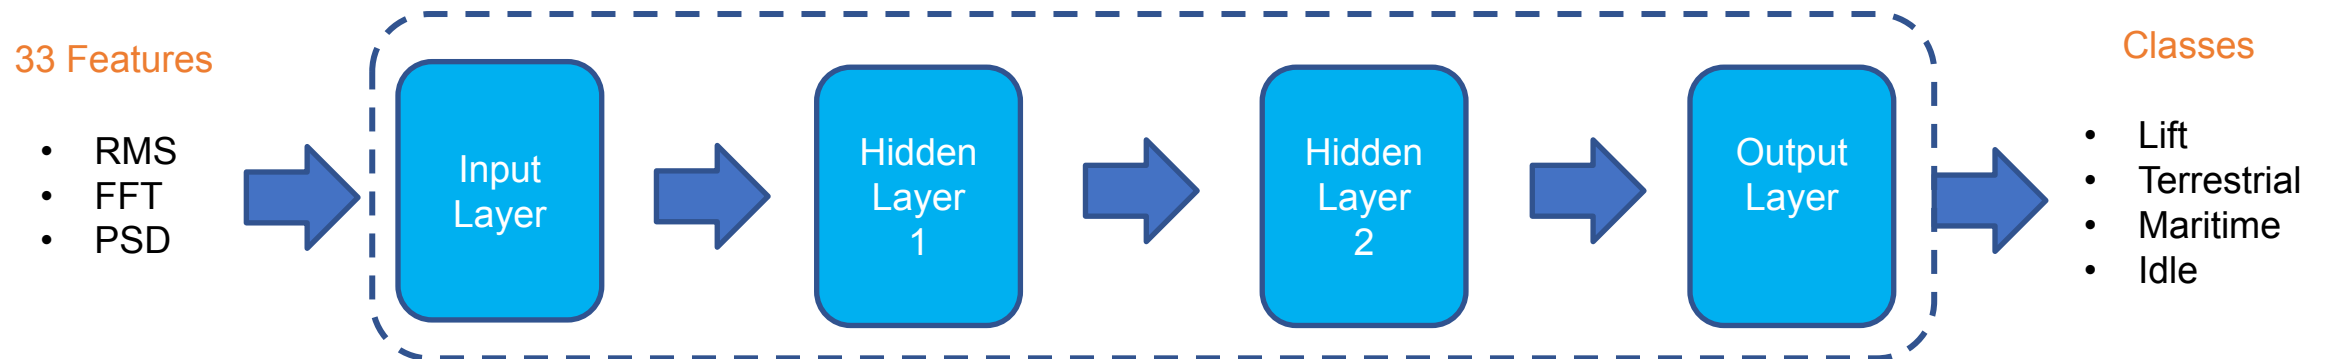 33 Features
• RMS
• FFT
• PSD
Input
Layer
Hidden
Layer
1
Hidden
Layer
2
Output
Layer
Classes
• Lift
• Terrestrial
• Maritime
• Idle